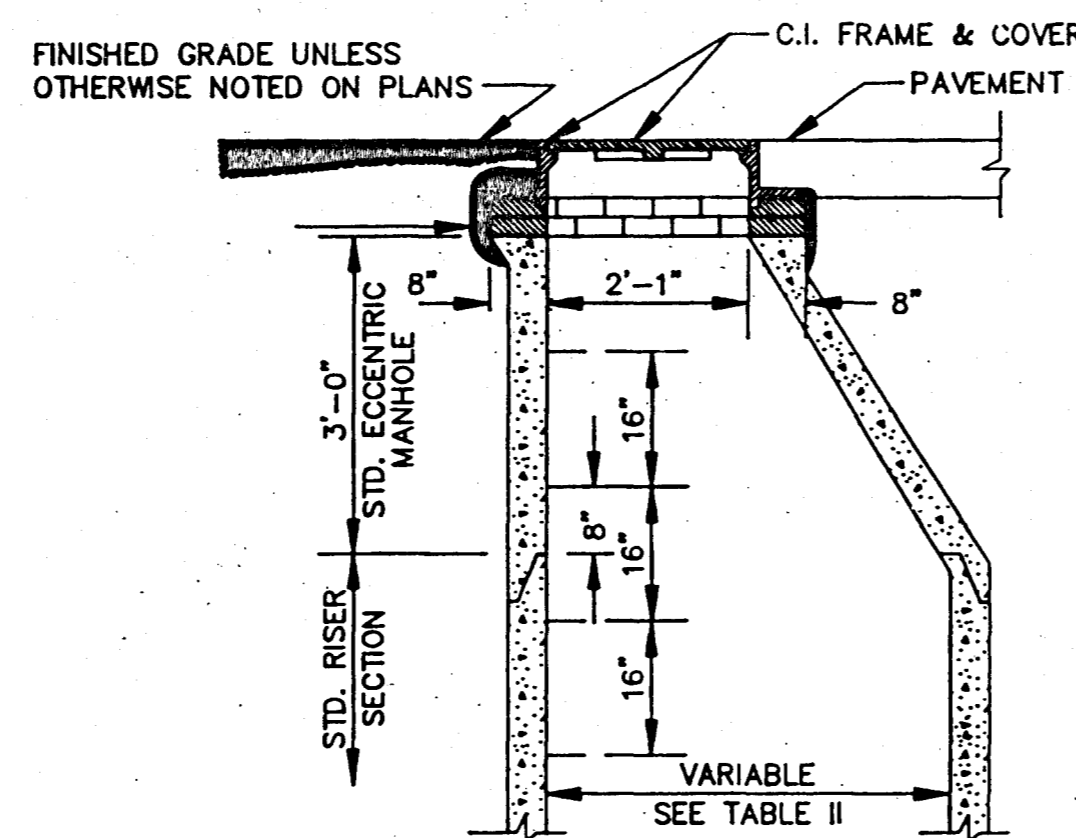 FINISHED GRADE UNLESS
OTHERWISE NOTED ON PLANS
C.I. FRAME & COVER
PAVEMENT
8"
2'-1"
8"
3'-0"
STD. ECCENTRIC
MANHOLE
16"
8"
16"
16"
STD. RISER
SECTION
VARIABLE
SEE TABLE II